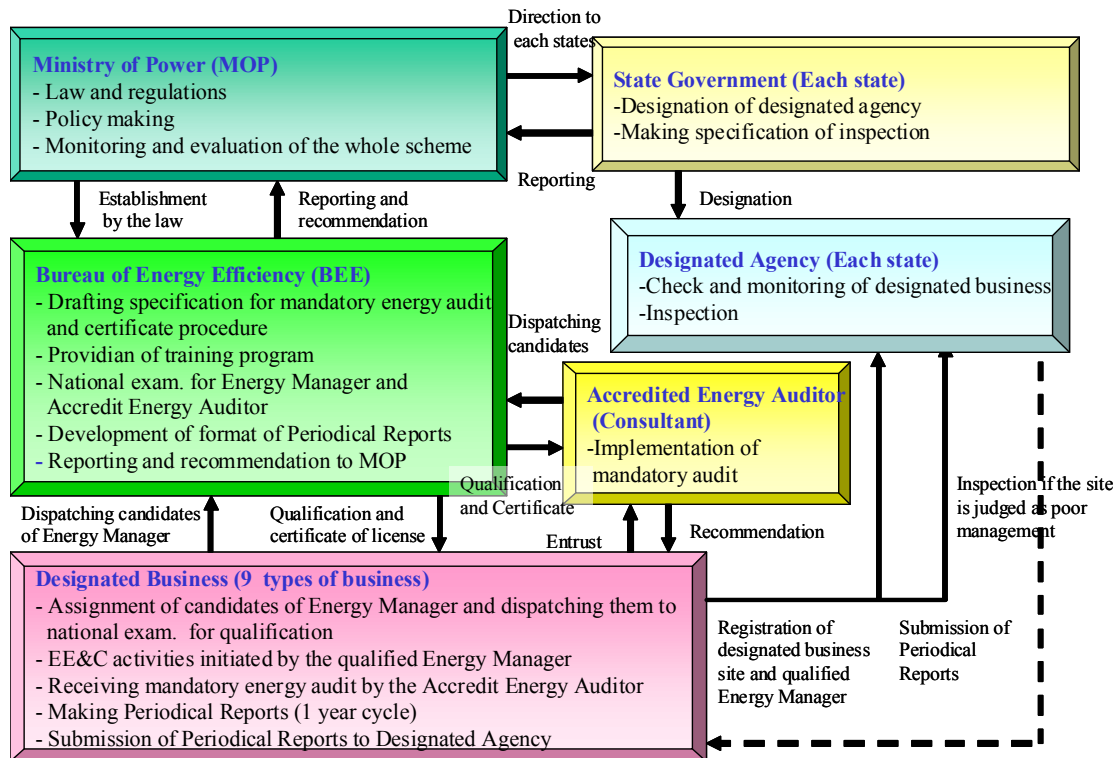 Direction to
each states
Ministry of Power (MOP)
- Law and regulations
- Policy making
- Monitoring and evaluation of the whole scheme
State Government (Each state)
-Designation of designated agency
-Making specification of inspection
Reporting
Establishment
by the law
Reporting and
recommendation
Designation
Bureau of Energy Efficiency (BEE)
- Drafting specification for mandatory energy audit
and certificate procedure
- Providian of training program
- National exam. for Energy Manager and
Accredit Energy Auditor
- Development of format of Periodical Reports
- Reporting and recommendation to MOP
Designated Agency (Each state)
-Check and monitoring of designated business
-Inspection
Dispatching
candidates
Accredited Energy Auditor
(Consultant)
-Implementation of
mandatory audit
Qualification
and Certificate
Inspection if the site
is judged as poor
management
Dispatching candidates
of Energy Manager
Qualification and
certificate of license
Entrust
Recommendation
Designated Business (9 types of business)
- Assignment of candidates of Energy Manager and dispatching them to
national exam. for qualification
- EE&C activities initiated by the qualified Energy Manager
- Receiving mandatory energy audit by the Accredit Energy Auditor
- Making Periodical Reports (1 year cycle)
- Submission of Periodical Reports to Designated Agency
Registration of
designated business
site and qualified
Energy Manager
Submission of
Periodical
Reports